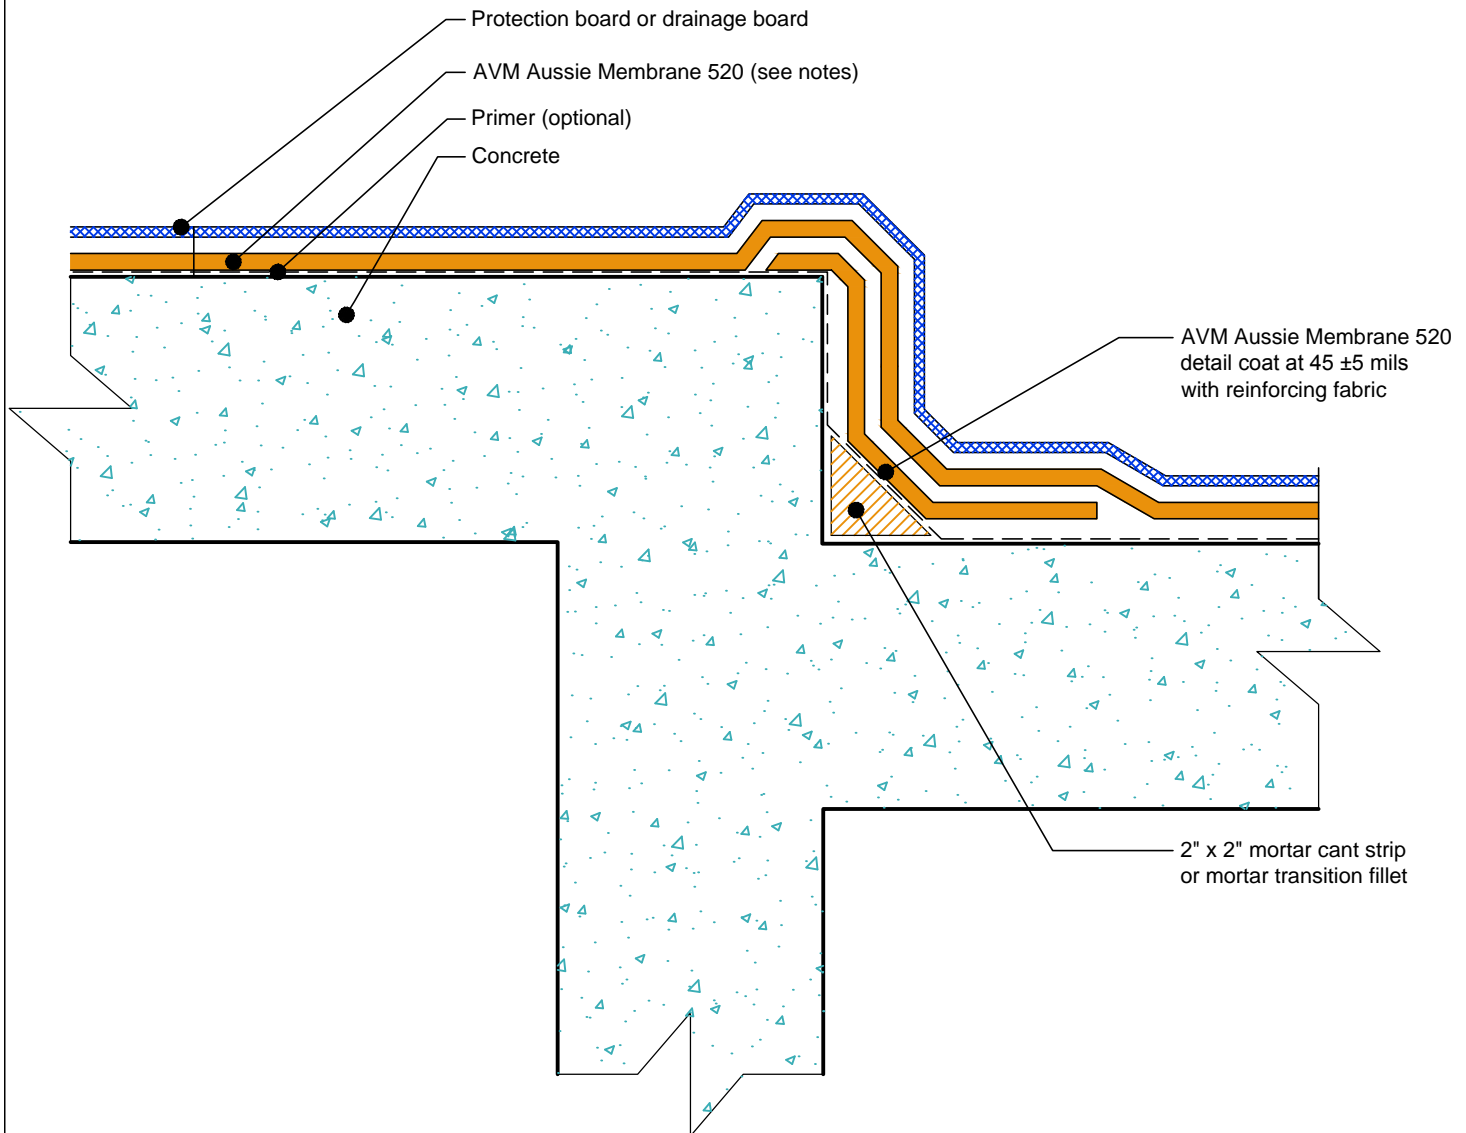 Protection board or drainage board
AVM Aussie Membrane 520 (see notes)
Primer (optional)
Concrete
AVM Aussie Membrane 520
detail coat at 45 ±5 mils
with reinforcing fabric
2" x 2" mortar cant strip
or mortar transition fillet